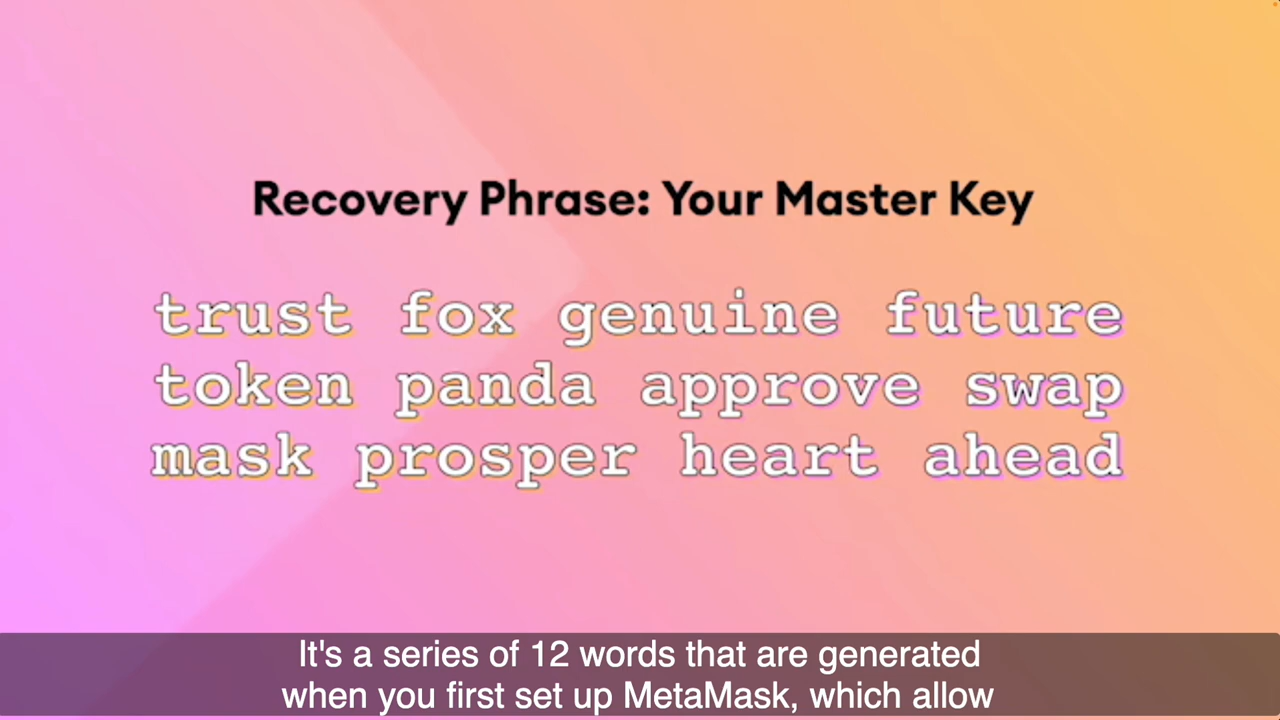 Recovery Phrase: Your Master Key
trust fox genuine future
token panda approve swap
mask prosper heart ahead
It's a series of 12 words that are generated
when you first set up MetaMask, which allow